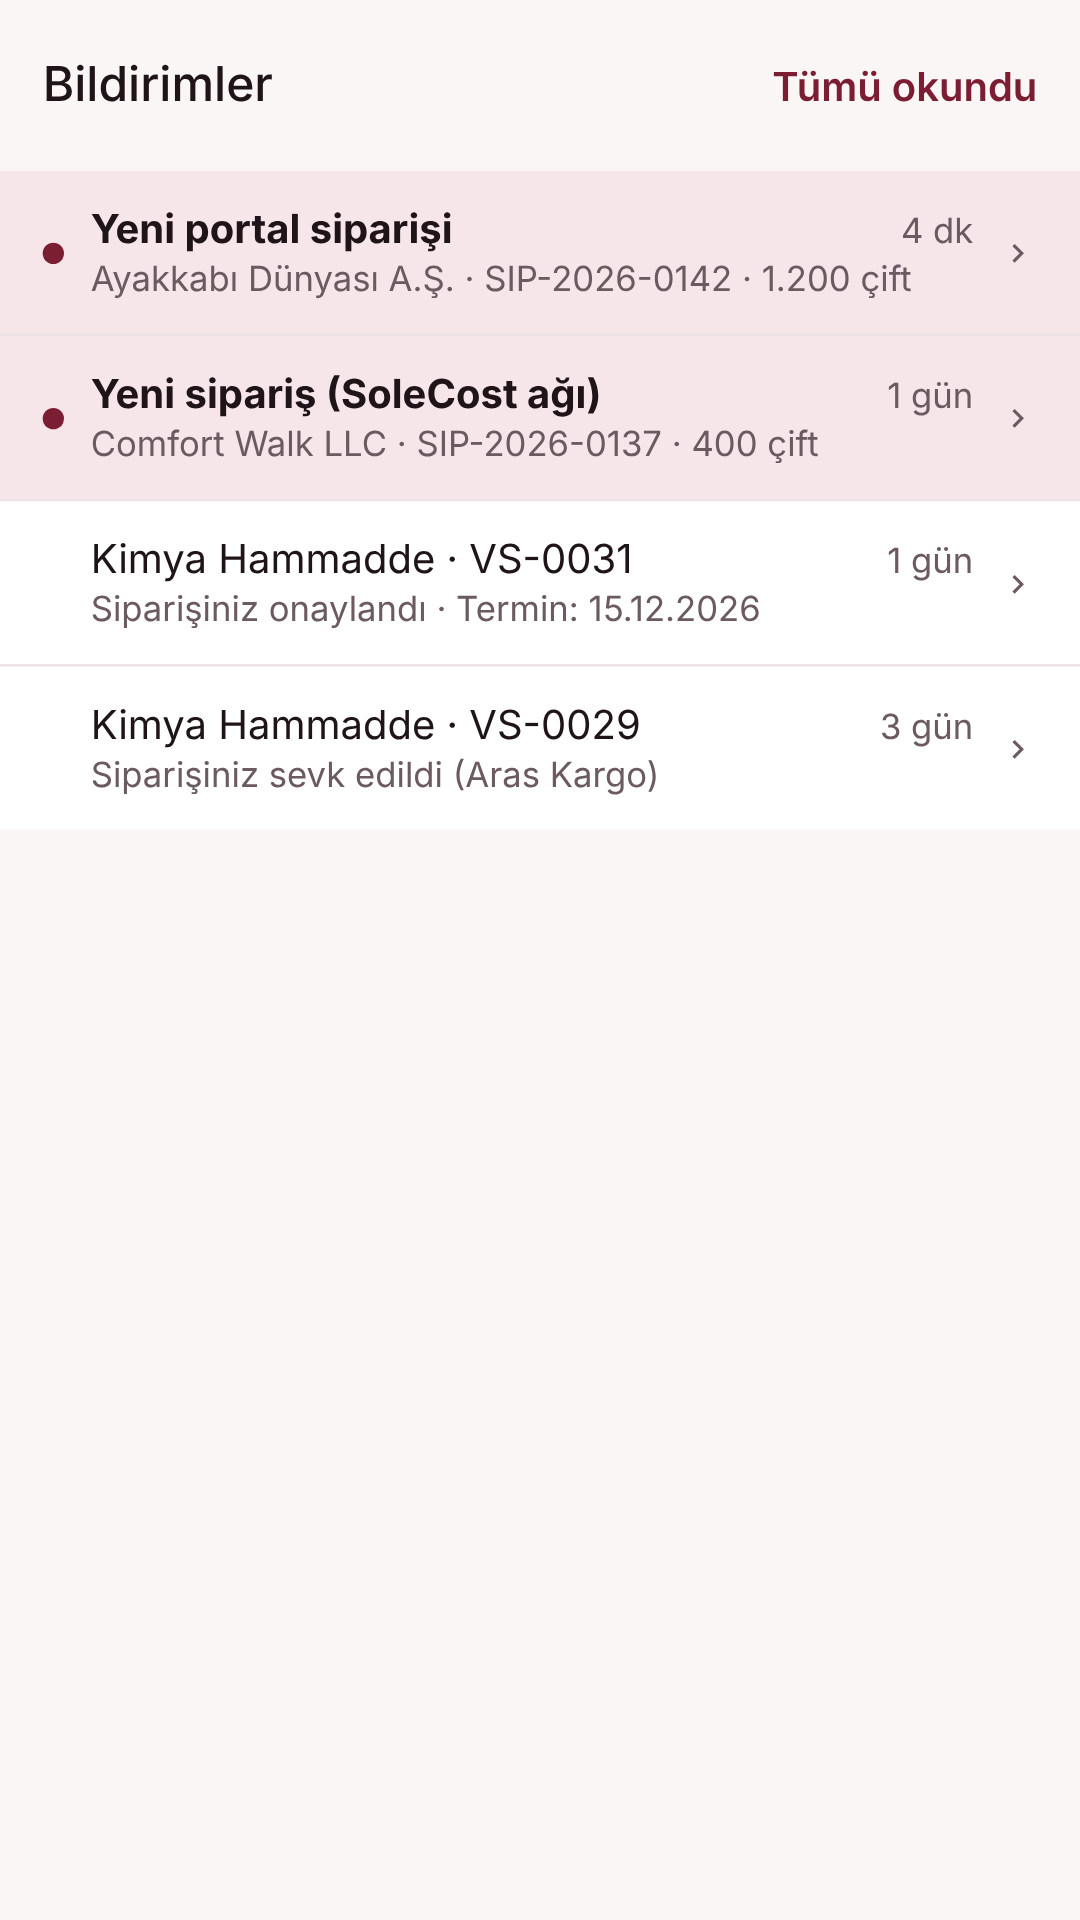 Bildirimler
Tümü okundu
Yeni portal siparişi
4 dk
Ayakkabı Dünyası A.Ş. · SIP-2026-0142 · 1.200 çift
Yeni sipariş (SoleCost ağı)
1 gün
Comfort Walk LLC · SIP-2026-0137 · 400 çift
Kimya Hammadde · VS-0031
1 gün
Siparişiniz onaylandı · Termin: 15.12.2026
Kimya Hammadde · VS-0029
3 gün
Siparişiniz sevk edildi (Aras Kargo)